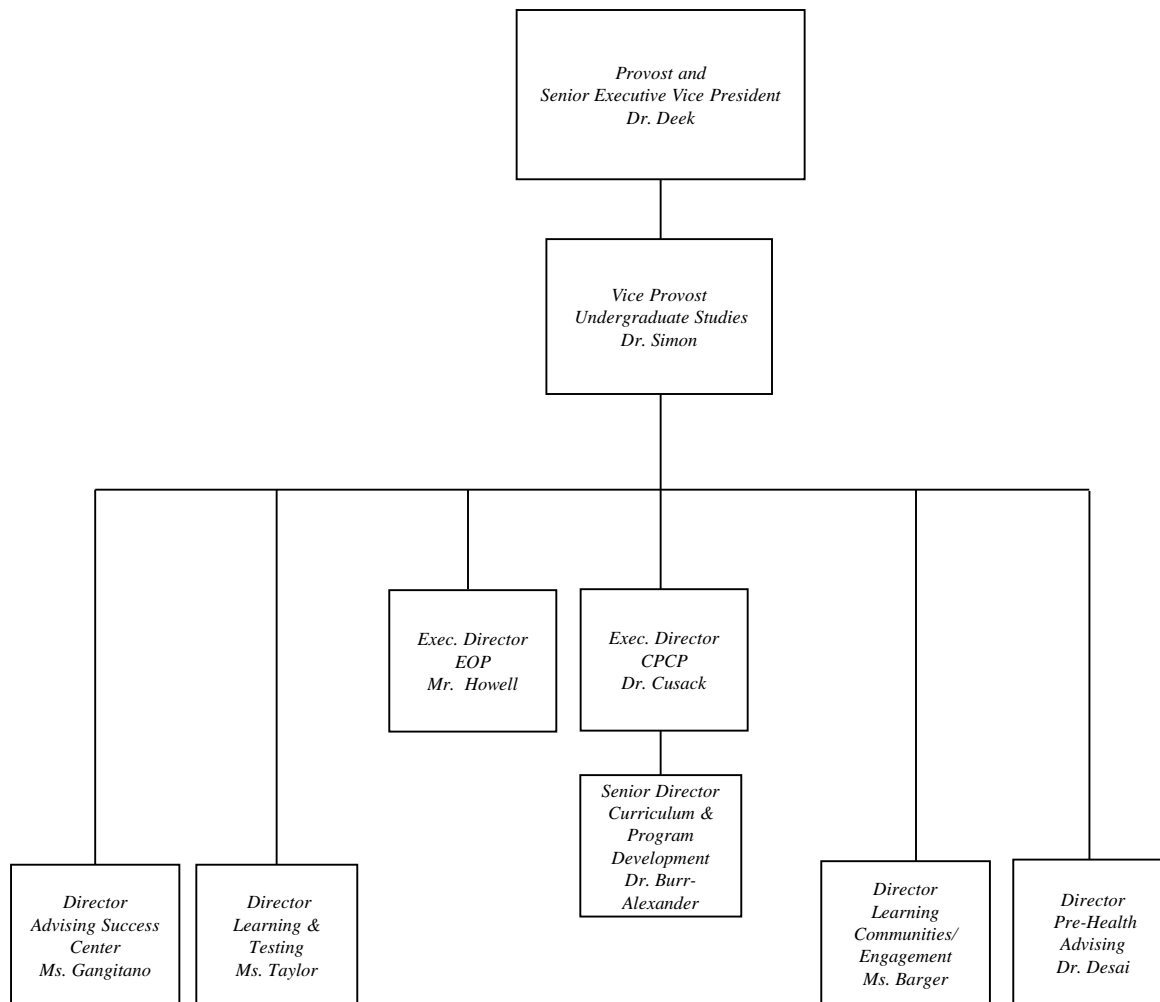 Provost and
Senior Executive Vice President
Dr. Deek
Vice Provost
Undergraduate Studies
Dr. Simon
Exec. Director
EOP
Mr. Howell
Exec. Director
CPCP
Dr. Cusack
Senior Director
Curriculum &
Program
Development
Dr. Burr-
Alexander
Director
Advising Success
Center
Ms. Gangitano
Director
Learning &
Testing
Ms. Taylor
Director
Learning
Communities/
Engagement
Ms. Barger
Director
Pre-Health
Advising
Dr. Desai